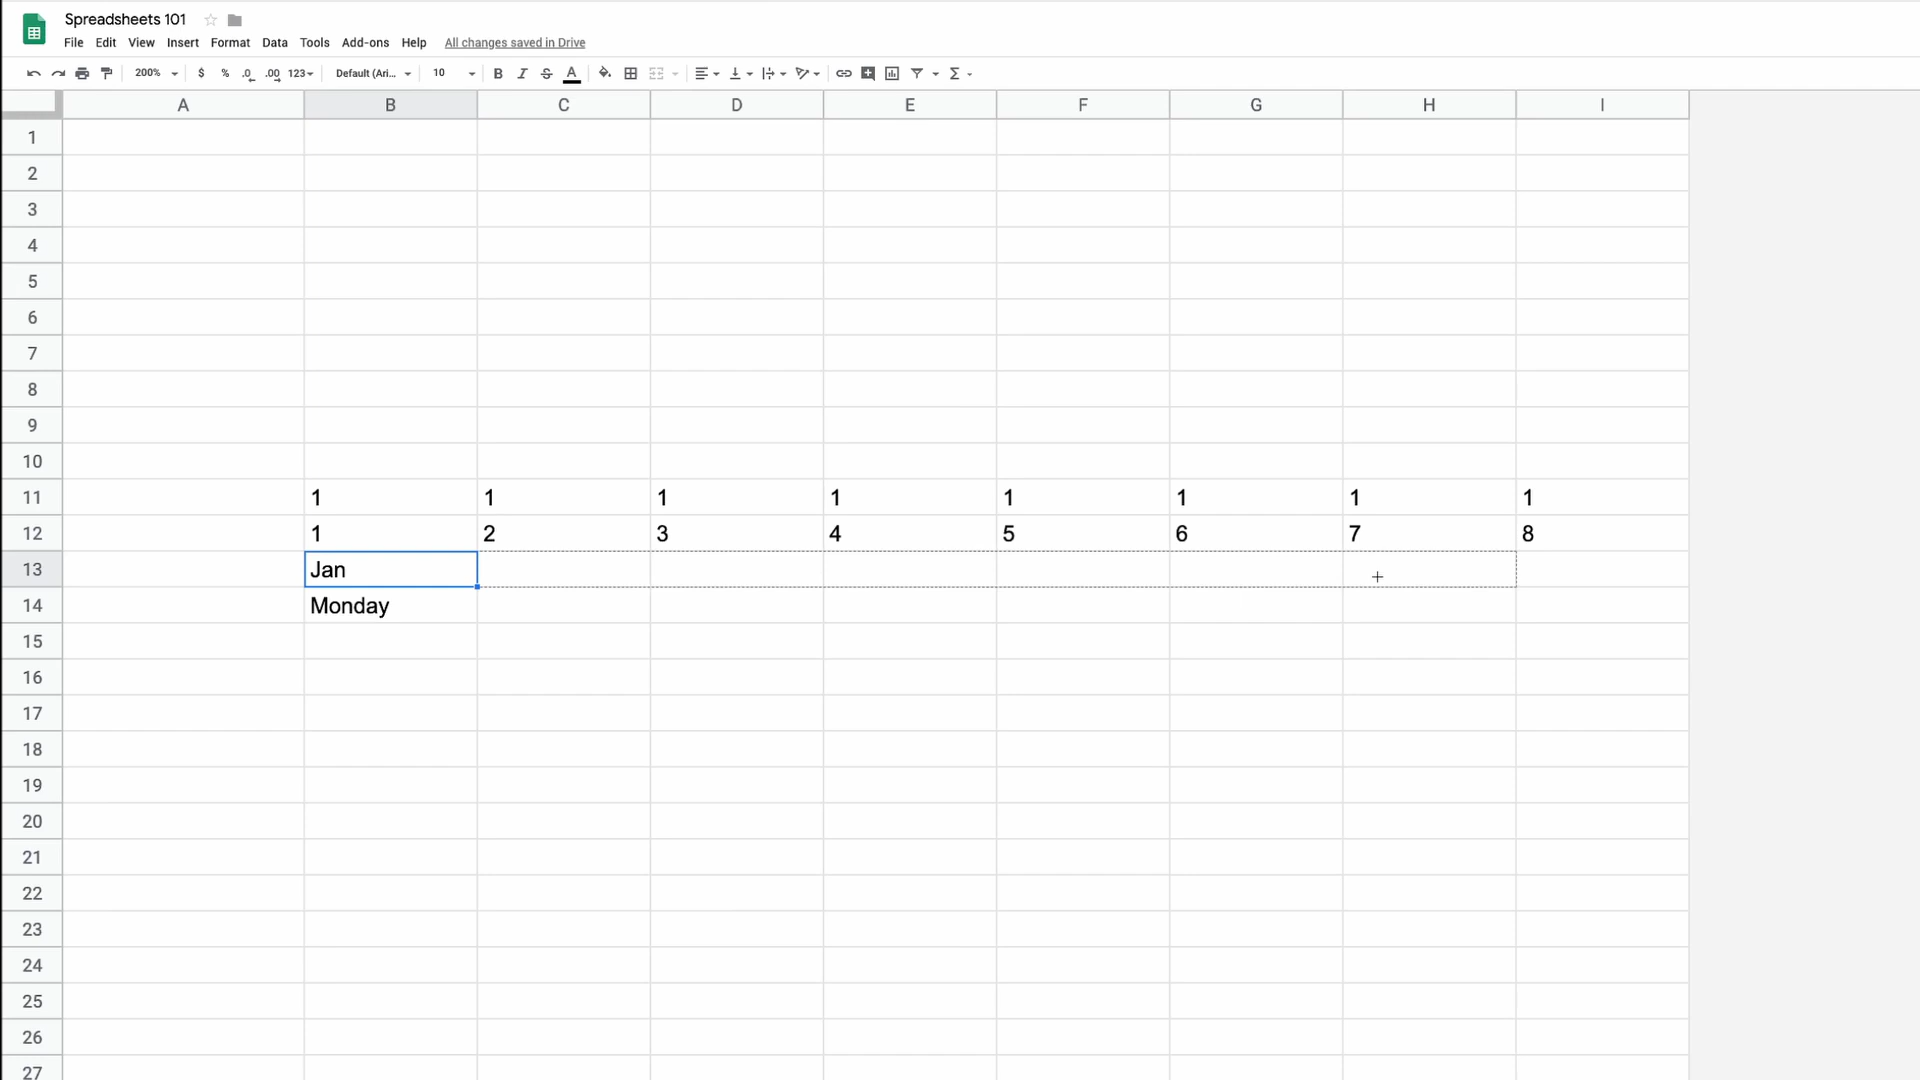 Spreadsheets 101
File Edit View Insert Format Data Tools Add-ons Help All changes saved in Drive
200% $ % .0 .00 123 Default (Ari... 10 B I S A Σ
A B C D E F G H I
1
2
3
4
5
6
7
8
9
10
11 1 1 1 1 1 1 1 1
12 1 2 3 4 5 6 7 8
13 Jan
14 Monday
15
16
17
18
19
20
21
22
23
24
25
26
27